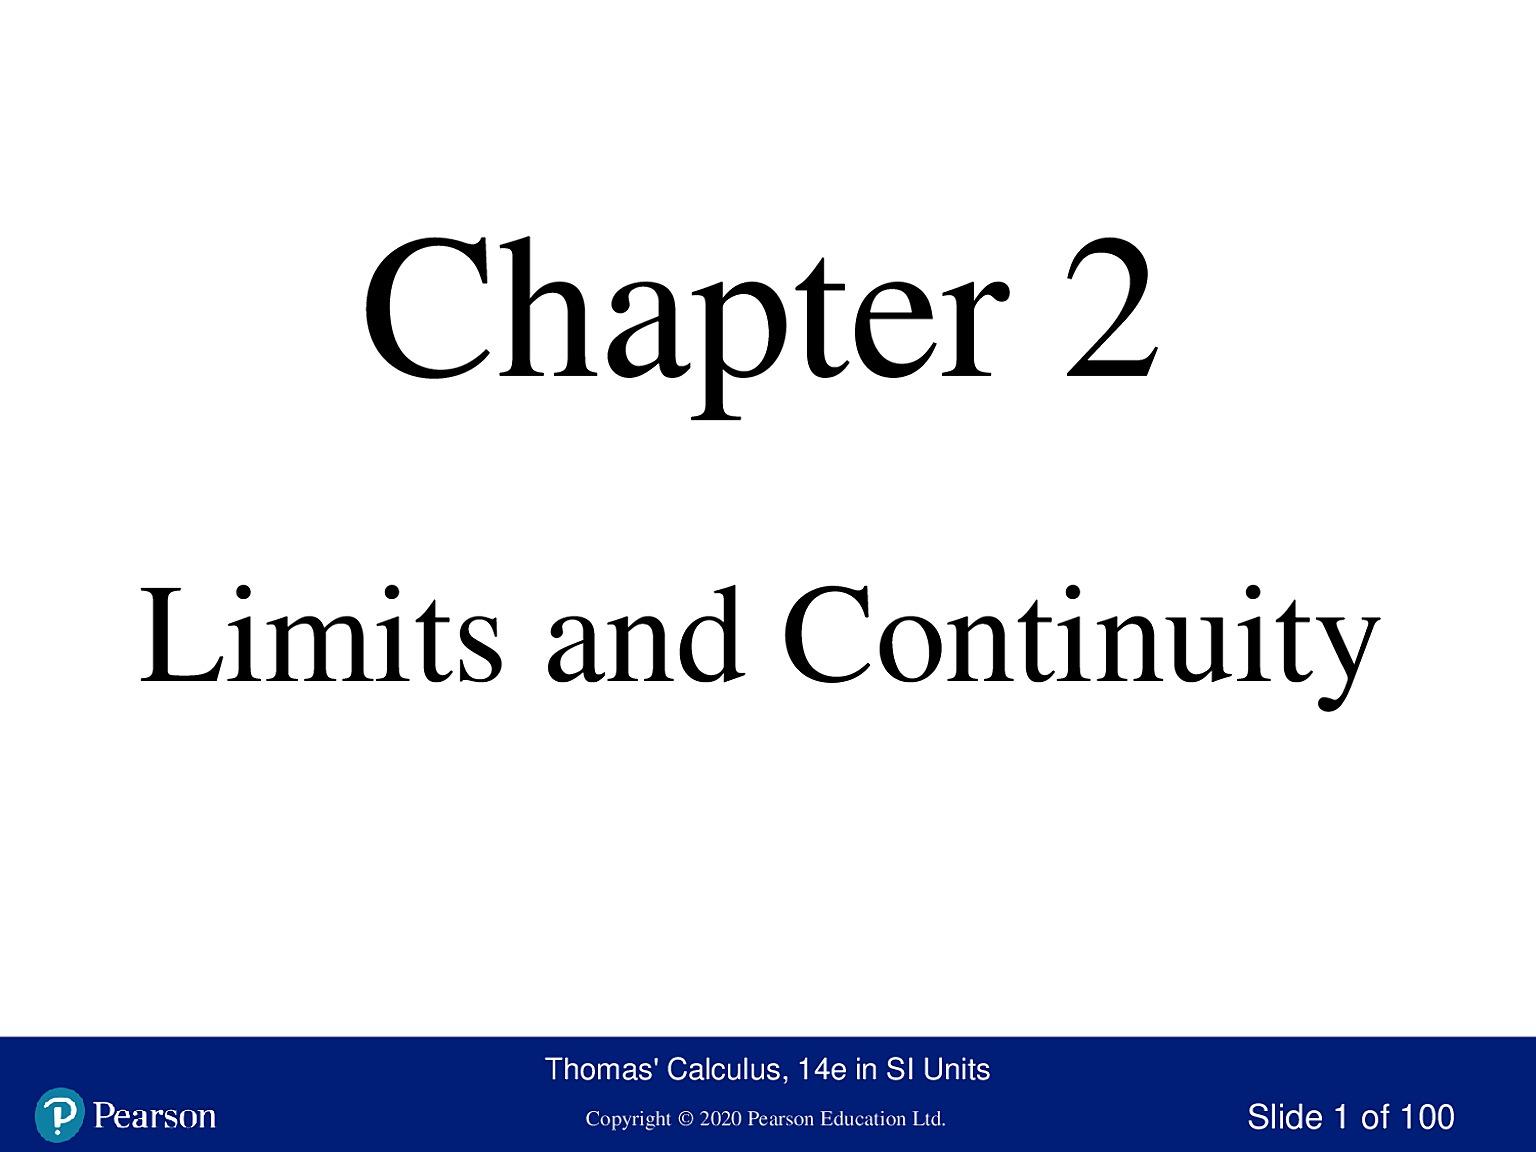 Chapter 2
Limits and Continuity
Thomas' Calculus, 14e in SI Units
Pearson
Copyright © 2020 Pearson Education Ltd.
Slide 1 of 100